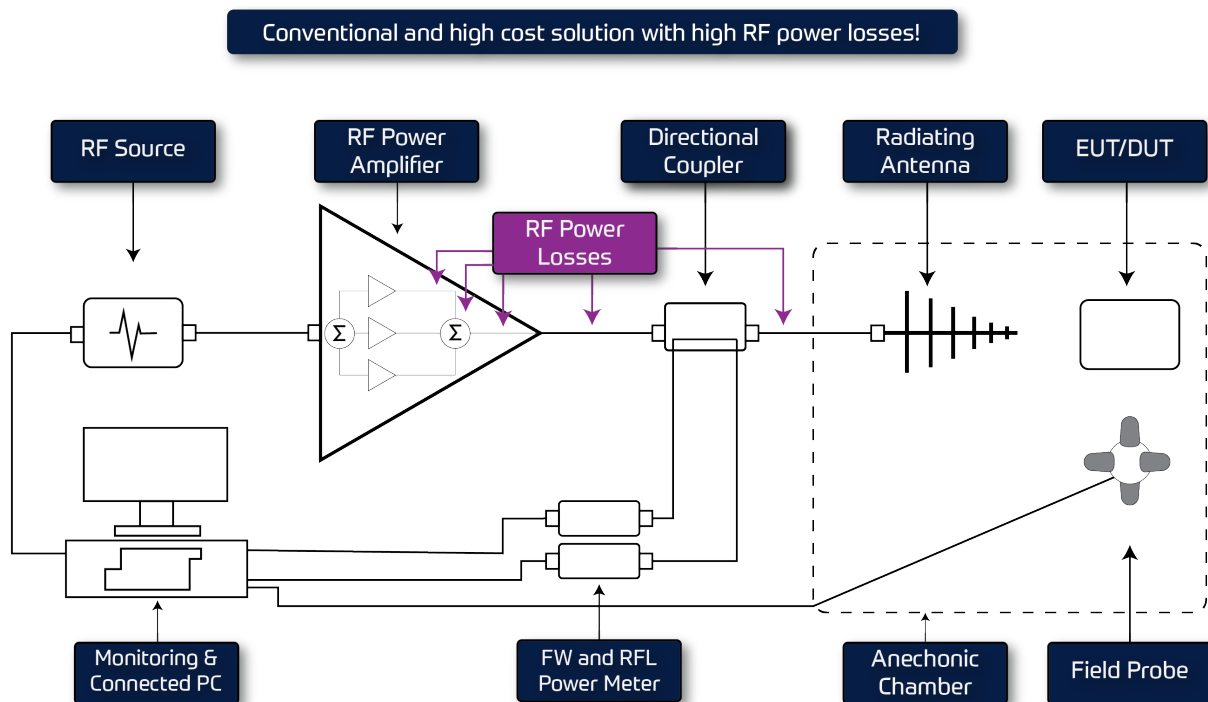 Conventional and high cost solution with high RF power losses!
RF Source
RF Power
Amplifier
Directional
Coupler
Radiating
Antenna
EUT/DUT
RF Power
Losses
Σ
Σ
Monitoring &
Connected PC
FW and RFL
Power Meter
Anechonic
Chamber
Field Probe